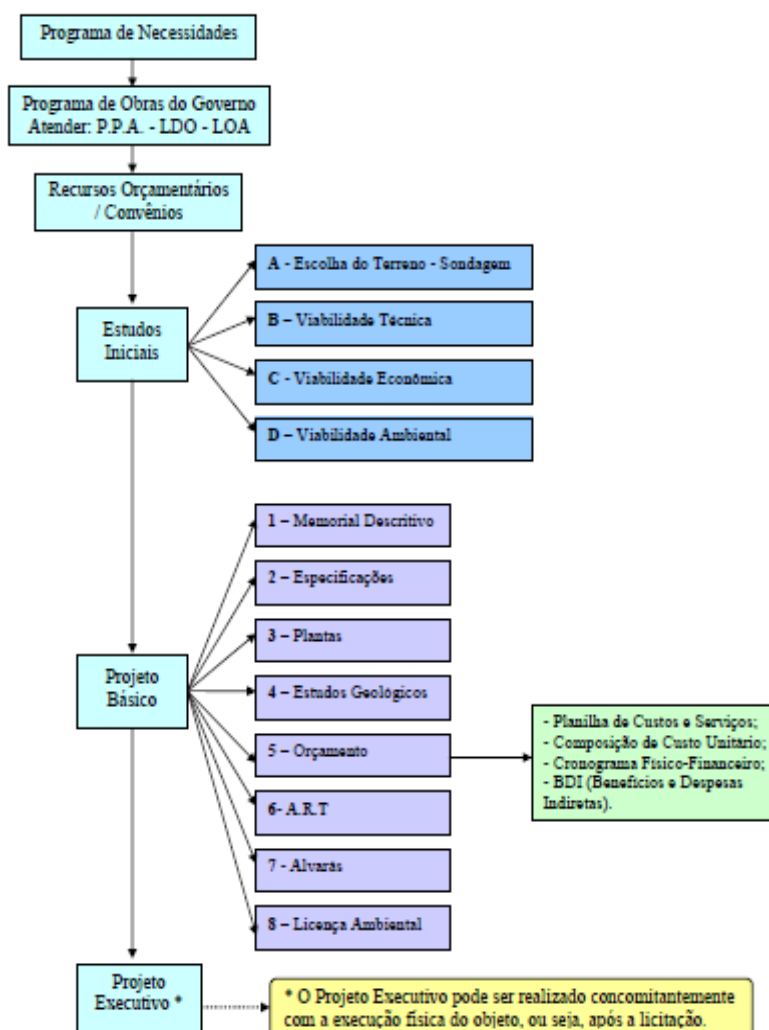 Programa de Necessidades
Programa de Obras do Governo
Atender: P.P.A. - LDO - LOA
Recursos Orçamentários
/ Convênios
Estudos
Iniciais
A - Escolha do Terreno - Sondagem
B – Viabilidade Técnica
C - Viabilidade Econômica
D – Viabilidade Ambiental
Projeto
Básico
1 – Memorial Descritivo
2 – Especificações
3 – Plantas
4 – Estudos Geológicos
5 – Orçamento
6- A.R.T
7 - Alvarás
8 – Licença Ambiental
- Planilha de Custos e Serviços;
- Composição de Custo Unitário;
- Cronograma Físico-Financeiro;
- BDI (Benefícios e Despesas
Indiretas).
Projeto
Executivo *
* O Projeto Executivo pode ser realizado concomitantemente
com a execução física do objeto, ou seja, após a licitação.